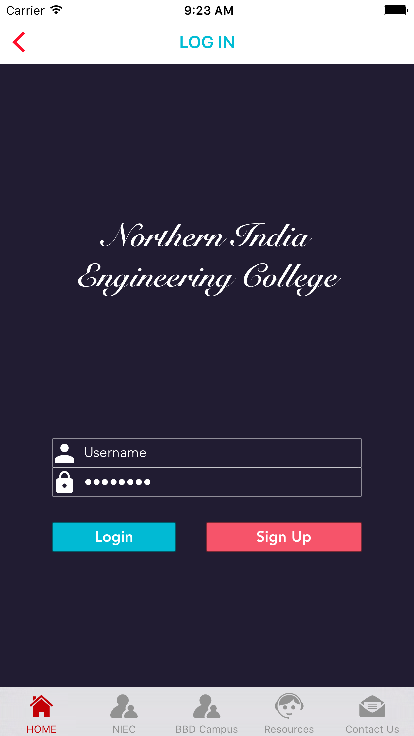 Carrier 9:23 AM
LOG IN
Northern India
Engineering College
Username
••••••••
Login Sign Up
HOME NIEC BBD Campus Resources Contact Us